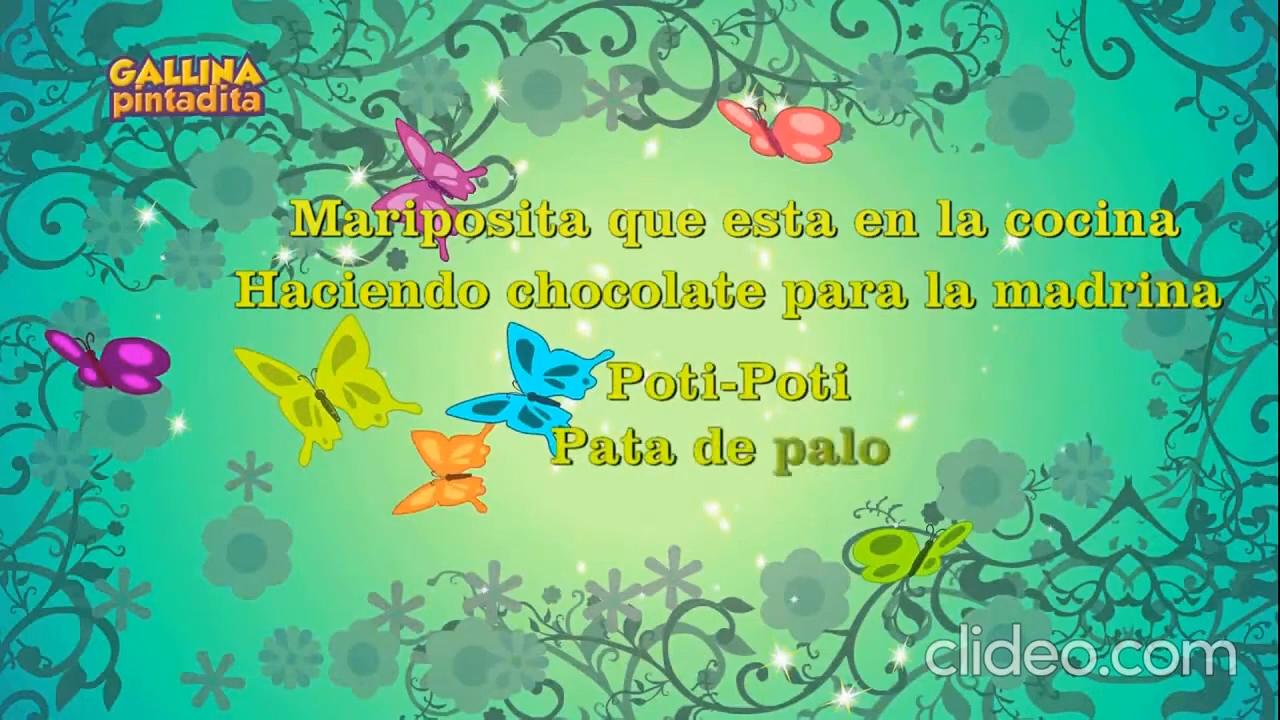 GALLINA
pintadita
Mariposita que esta en la cocina
Haciendo chocolate para la madrina
Poti-Poti
Pata de palo
clideo.com